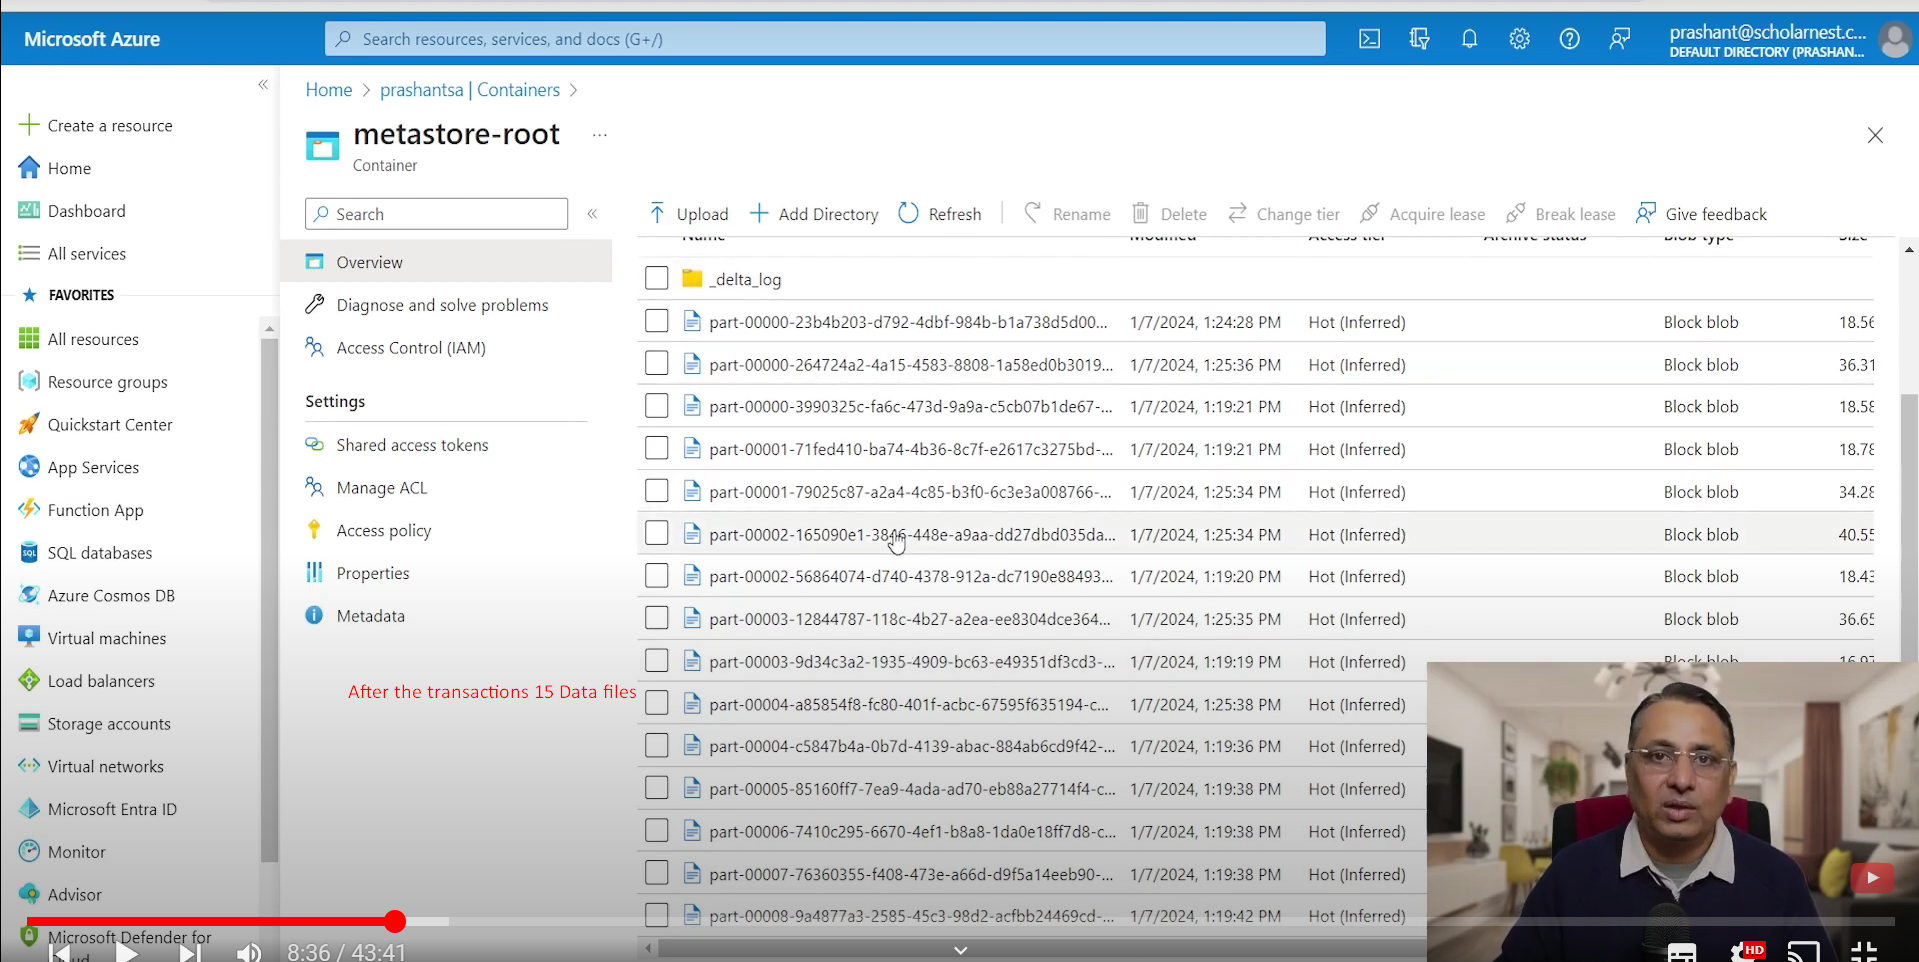 Microsoft Azure
Search resources, services, and docs (G+/)
prashant@scholarnest.c...
DEFAULT DIRECTORY (PRASHAN...
Create a resource
Home
Dashboard
All services
FAVORITES
All resources
Resource groups
Quickstart Center
App Services
Function App
SQL databases
Azure Cosmos DB
Virtual machines
Load balancers
Storage accounts
Virtual networks
Microsoft Entra ID
Monitor
Advisor
Microsoft Defender for
Home > prashantsa | Containers >
metastore-root ...
Container
Search
Overview
Diagnose and solve problems
Access Control (IAM)
Settings
Shared access tokens
Manage ACL
Access policy
Properties
Metadata
After the transactions 15 Data files
Upload Add Directory Refresh Rename Delete Change tier Acquire lease Break lease Give feedback
Name Modified Access tier Archive status Blob type Size
_delta_log
part-00000-23b4b203-d792-4dbf-984b-b1a738d5d00... 1/7/2024, 1:24:28 PM Hot (Inferred) Block blob 18.56
part-00000-264724a2-4a15-4583-8808-1a58ed0b3019... 1/7/2024, 1:25:36 PM Hot (Inferred) Block blob 36.31
part-00000-3990325c-fa6c-473d-9a9a-c5cb07b1de67-... 1/7/2024, 1:19:21 PM Hot (Inferred) Block blob 18.58
part-00001-71fed410-ba74-4b36-8c7f-e2617c3275bd-... 1/7/2024, 1:19:21 PM Hot (Inferred) Block blob 18.78
part-00001-79025c87-a2a4-4c85-b3f0-6c3e3a008766-... 1/7/2024, 1:25:34 PM Hot (Inferred) Block blob 34.28
part-00002-165090e1-3846-448e-a9aa-dd27dbd035da... 1/7/2024, 1:25:34 PM Hot (Inferred) Block blob 40.55
part-00002-56864074-d740-4378-912a-dc7190e88493... 1/7/2024, 1:19:20 PM Hot (Inferred) Block blob 18.43
part-00003-12844787-118c-4b27-a2ea-ee8304dce364... 1/7/2024, 1:25:35 PM Hot (Inferred) Block blob 36.65
part-00003-9d34c3a2-1935-4909-bc63-e49351df3cd3-... 1/7/2024, 1:19:19 PM Hot (Inferred) Block blob 16.97
part-00004-a85854f8-fc80-401f-acbc-67595f635194-c... 1/7/2024, 1:25:38 PM Hot (Inferred)
part-00004-c5847b4a-0b7d-4139-abac-884ab6cd9f42-... 1/7/2024, 1:19:36 PM Hot (Inferred)
part-00005-85160ff7-7ea9-4ada-ad70-eb88a27714f4-c... 1/7/2024, 1:19:38 PM Hot (Inferred)
part-00006-7410c295-6670-4ef1-b8a8-1da0e18ff7d8-c... 1/7/2024, 1:19:38 PM Hot (Inferred)
part-00007-76360355-f408-473e-a66d-d9f5a14eeb90-... 1/7/2024, 1:19:38 PM Hot (Inferred)
part-00008-9a4877a3-2585-45c3-98d2-acfbb24469cd-... 1/7/2024, 1:19:42 PM Hot (Inferred)
8:36 / 43:41
HD